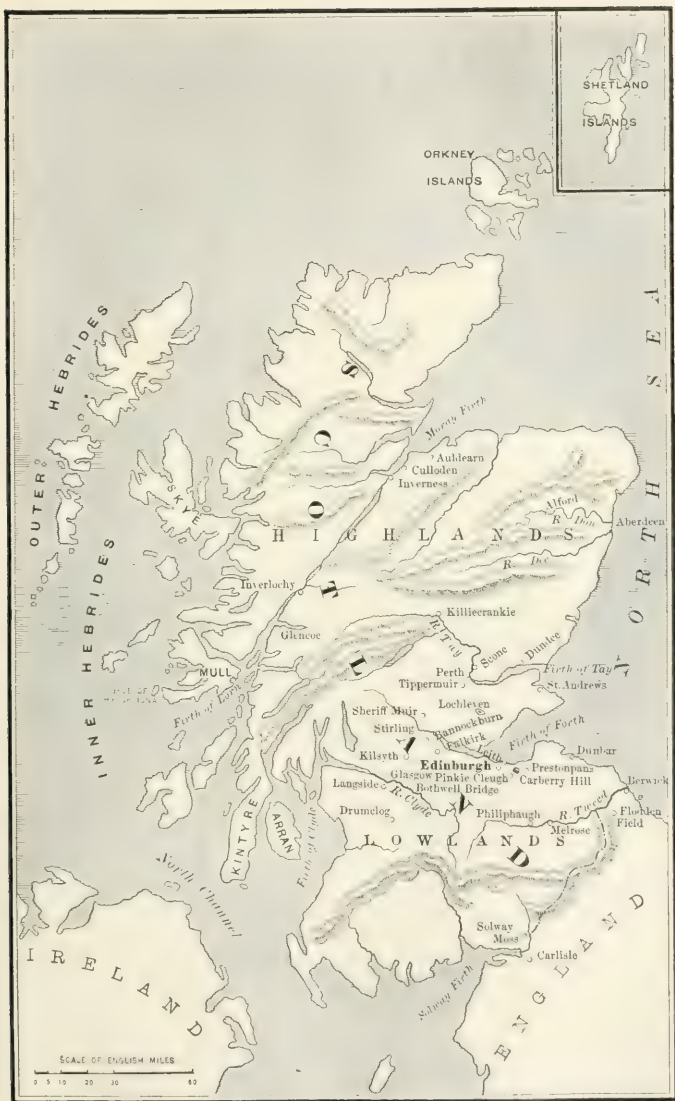 SHETLAND
ISLANDS
ORKNEY
ISLANDS
OUTER HEBRIDES
INNER HEBRIDES
NORTH SEA
SCOTLAND
Moray Firth
Auldearn
Culloden
Inverness
SKYE
HIGHLANDS
Alford
R. Don
Aberdeen
R. Dee
Inverlochy
Killiecrankie
Glencoe
R. Tay
MULL
Scone
Dundee
Perth
Firth of Tay
Tippermuir
St. Andrews
Firth of Lorn
Lochleven
Sheriff Muir
Bannockburn
Stirling
Falkirk
Firth of Forth
Leith
Kilsyth
Dunbar
Edinburgh
Prestonpans
Glasgow
Pinkie Cleugh
Carberry Hill
Bothwell Bridge
Berwick
Langside
R. Clyde
R. Tweed
Drumclog
Philiphaugh
Flodden
Field
Melrose
KINTYRE
ARRAN
Firth of Clyde
LOWLANDS
North Channel
Solway
Moss
Carlisle
Solway Firth
IRELAND
ENGLAND
SCALE OF ENGLISH MILES
0 5 10 20 30 60